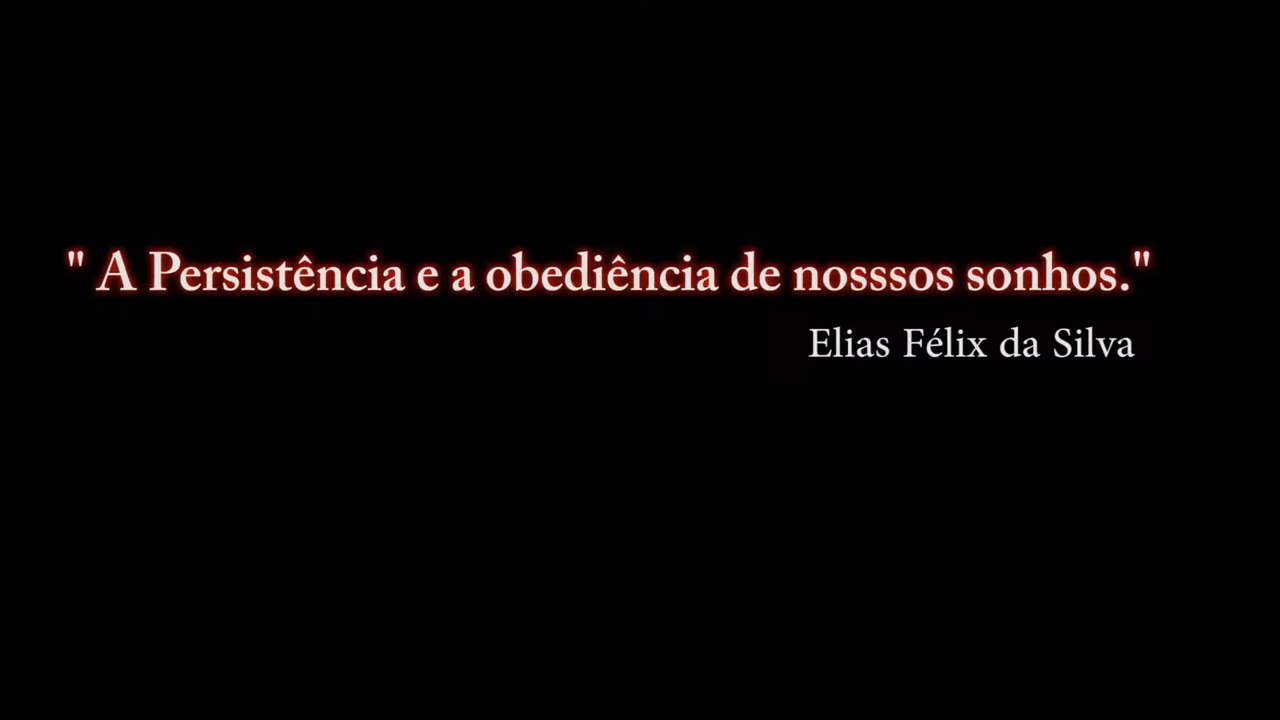 " A Persistência e a obediência de nosssos sonhos."
Elias Félix da Silva